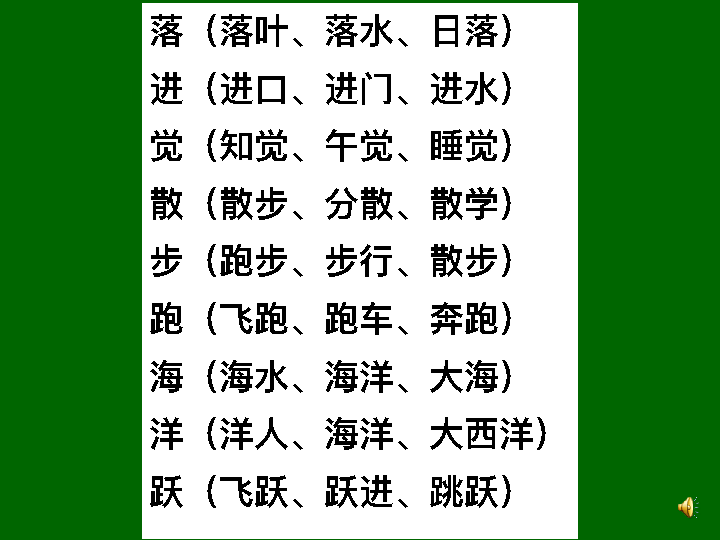 落（落叶、落水、日落）
进（进口、进门、进水）
觉（知觉、午觉、睡觉）
散（散步、分散、散学）
步（跑步、步行、散步）
跑（飞跑、跑车、奔跑）
海（海水、海洋、大海）
洋（洋人、海洋、大西洋）
跃（飞跃、跃进、跳跃）